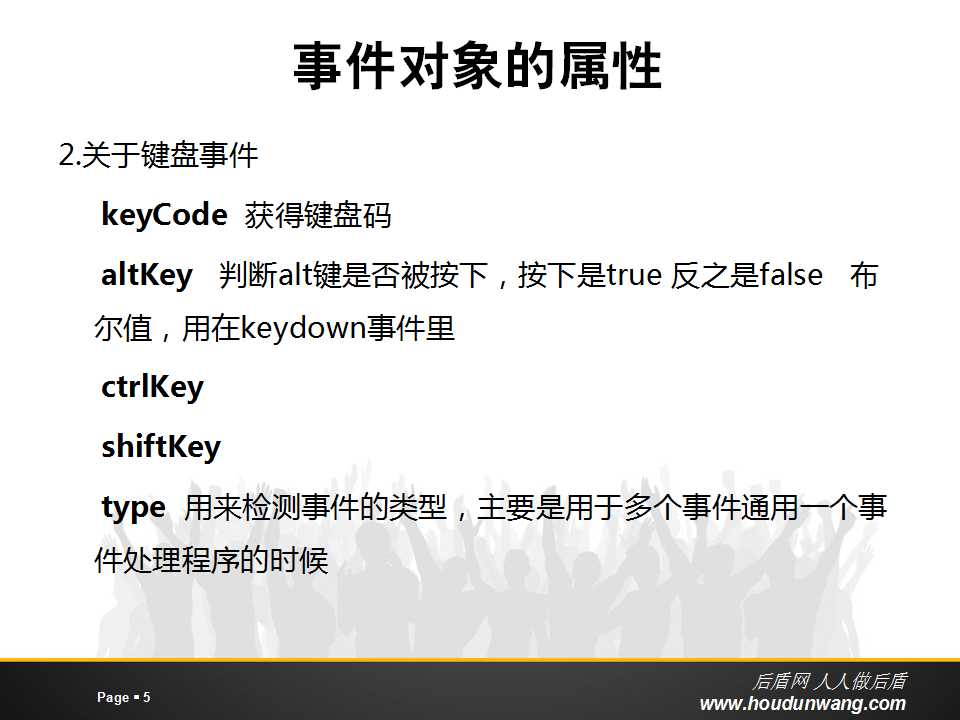 事件对象的属性
2.关于键盘事件
keyCode 获得键盘码
altKey 判断alt键是否被按下，按下是true 反之是false 布
尔值，用在keydown事件里
ctrlKey
shiftKey
type 用来检测事件的类型，主要是用于多个事件通用一个事
件处理程序的时候
Page ▪ 5
后盾网 人人做后盾
www.houdunwang.com